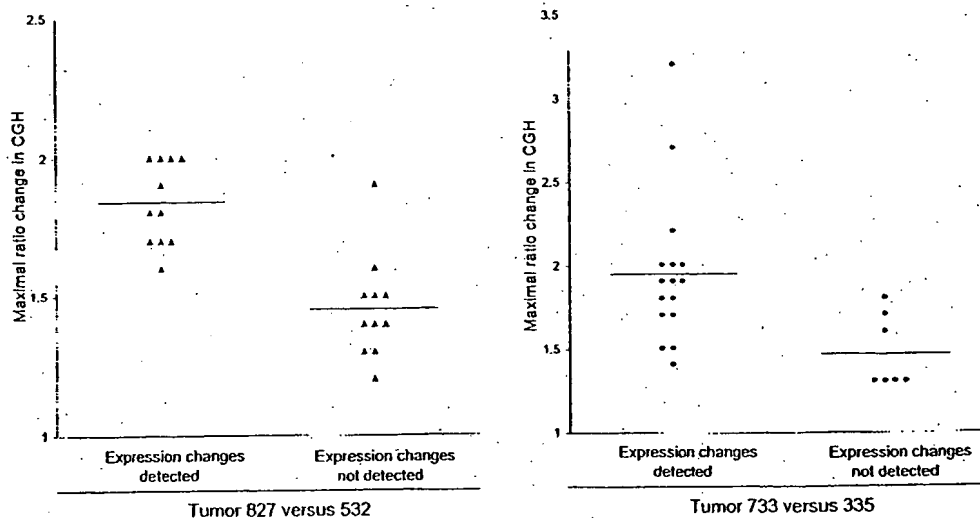 2.5
2
1.5
1
Maximal ratio change in CGH
Expression changes
detected
Expression changes
not detected
Tumor 827 versus 532
3.5
3
2.5
2
1.5
1
Maximal ratio change in CGH
Expression changes
detected
Expression changes
not detected
Tumor 733 versus 335